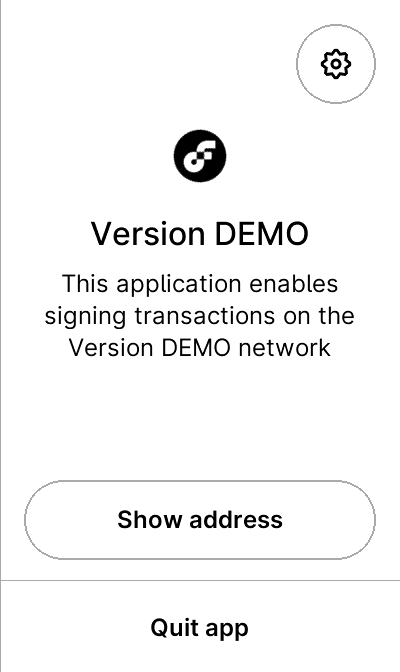 Version DEMO
This application enables
signing transactions on the
Version DEMO network
Show address
Quit app